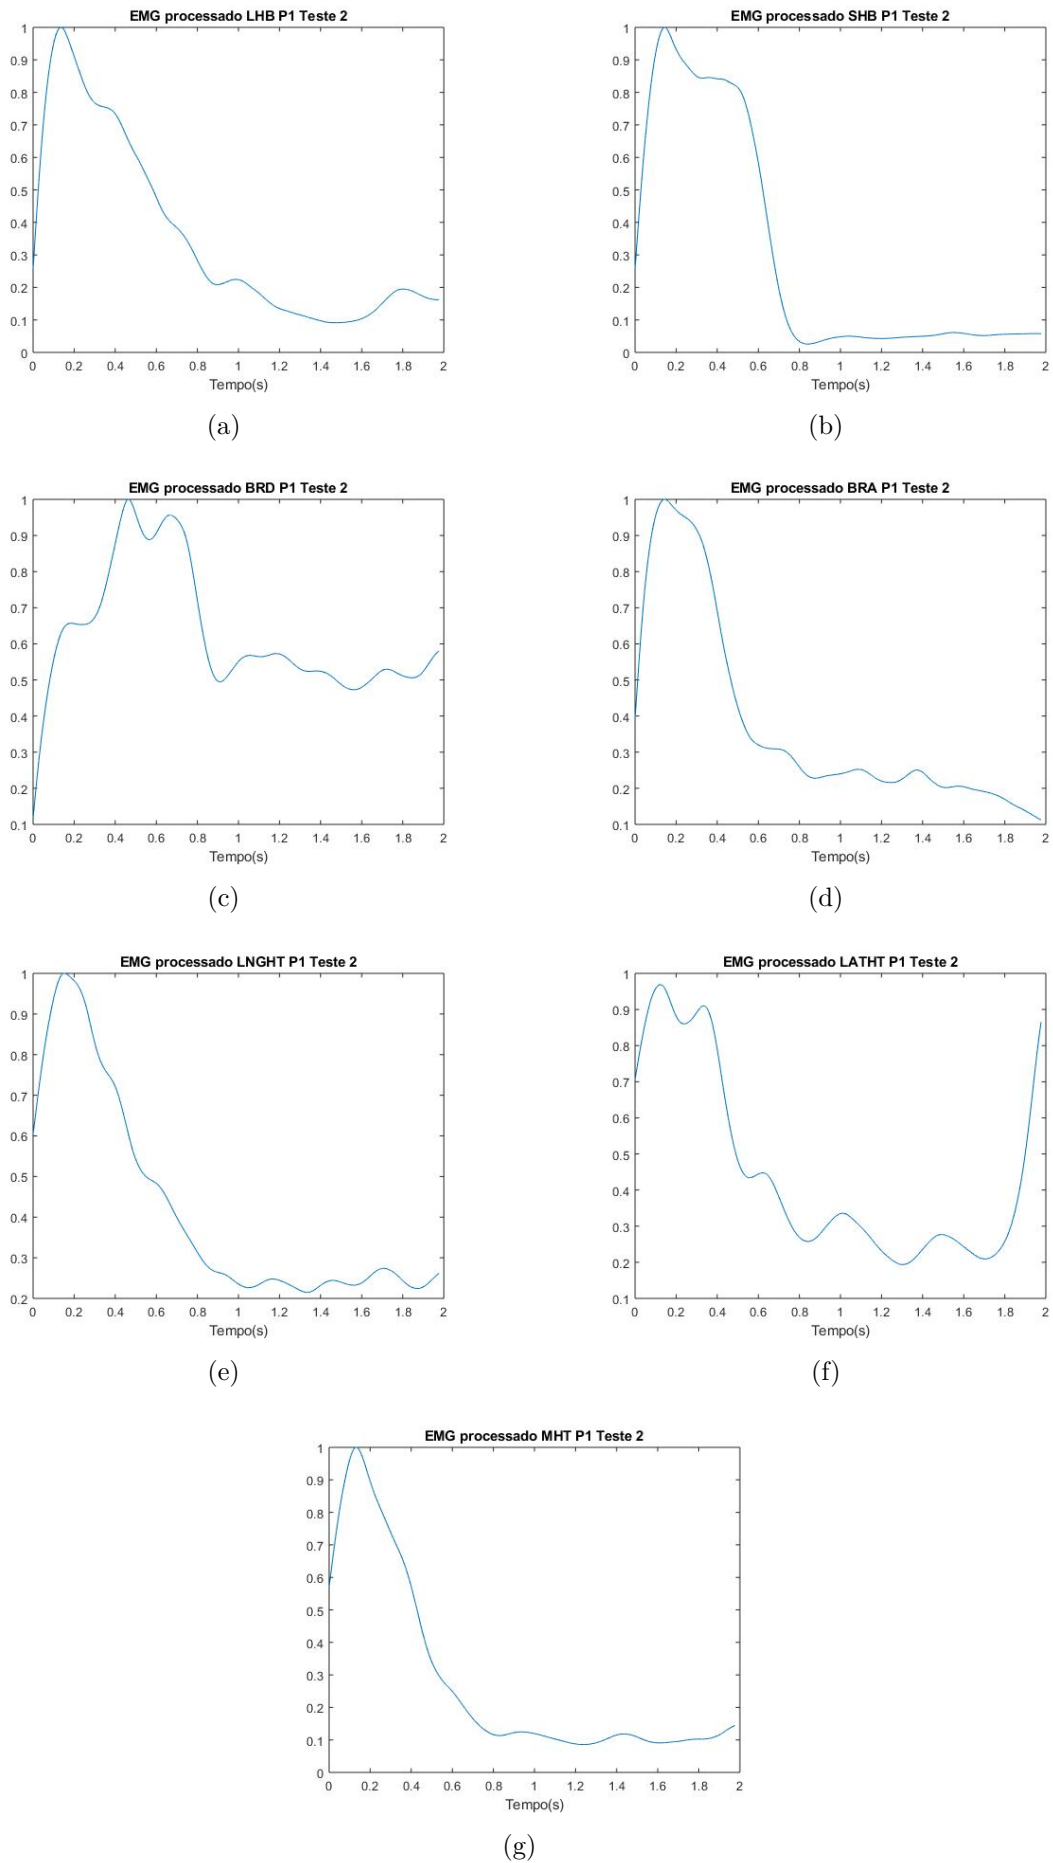 EMG processado LHB P1 Teste 2
1
0.9
0.8
0.7
0.6
0.5
0.4
0.3
0.2
0.1
0
0 0.2 0.4 0.6 0.8 1 1.2 1.4 1.6 1.8 2
Tempo(s)
(a)
EMG processado SHB P1 Teste 2
1
0.9
0.8
0.7
0.6
0.5
0.4
0.3
0.2
0.1
0
0 0.2 0.4 0.6 0.8 1 1.2 1.4 1.6 1.8 2
Tempo(s)
(b)
EMG processado BRD P1 Teste 2
1
0.9
0.8
0.7
0.6
0.5
0.4
0.3
0.2
0.1
0 0.2 0.4 0.6 0.8 1 1.2 1.4 1.6 1.8 2
Tempo(s)
(c)
EMG processado BRA P1 Teste 2
1
0.9
0.8
0.7
0.6
0.5
0.4
0.3
0.2
0.1
0 0.2 0.4 0.6 0.8 1 1.2 1.4 1.6 1.8 2
Tempo(s)
(d)
EMG processado LNGHT P1 Teste 2
1
0.9
0.8
0.7
0.6
0.5
0.4
0.3
0.2
0 0.2 0.4 0.6 0.8 1 1.2 1.4 1.6 1.8 2
Tempo(s)
(e)
EMG processado LATHT P1 Teste 2
1
0.9
0.8
0.7
0.6
0.5
0.4
0.3
0.2
0.1
0 0.2 0.4 0.6 0.8 1 1.2 1.4 1.6 1.8 2
Tempo(s)
(f)
EMG processado MHT P1 Teste 2
1
0.9
0.8
0.7
0.6
0.5
0.4
0.3
0.2
0.1
0
0 0.2 0.4 0.6 0.8 1 1.2 1.4 1.6 1.8 2
Tempo(s)
(g)